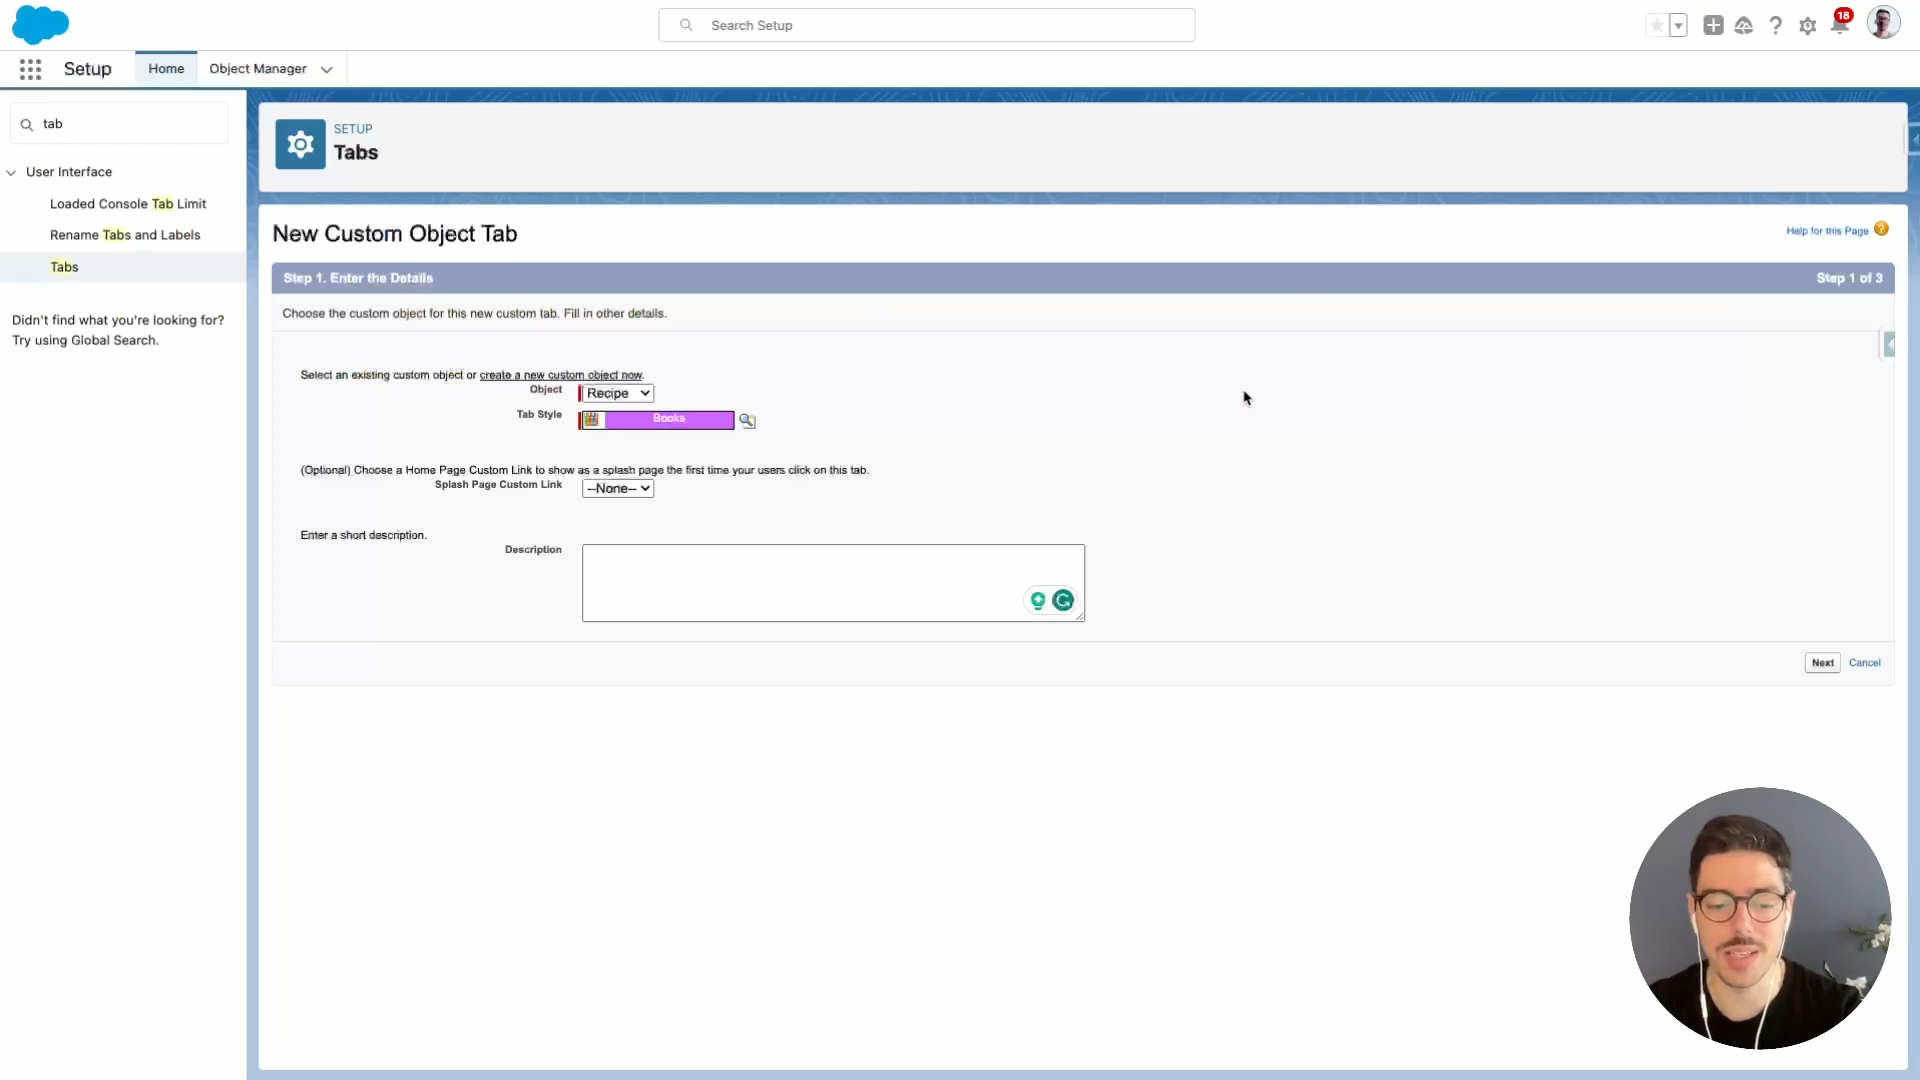 Search Setup
18
Setup
Home
Object Manager
tab
User Interface
Loaded Console Tab Limit
Rename Tabs and Labels
Tabs
Didn't find what you're looking for?
Try using Global Search.
SETUP
Tabs
New Custom Object Tab
Help for this Page
?
Step 1. Enter the Details
Step 1 of 3
Choose the custom object for this new custom tab. Fill in other details.
Select an existing custom object or create a new custom object now.
Object
Recipe
Tab Style
Books
(Optional) Choose a Home Page Custom Link to show as a splash page the first time your users click on this tab.
Splash Page Custom Link
--None--
Enter a short description.
Description
Next
Cancel